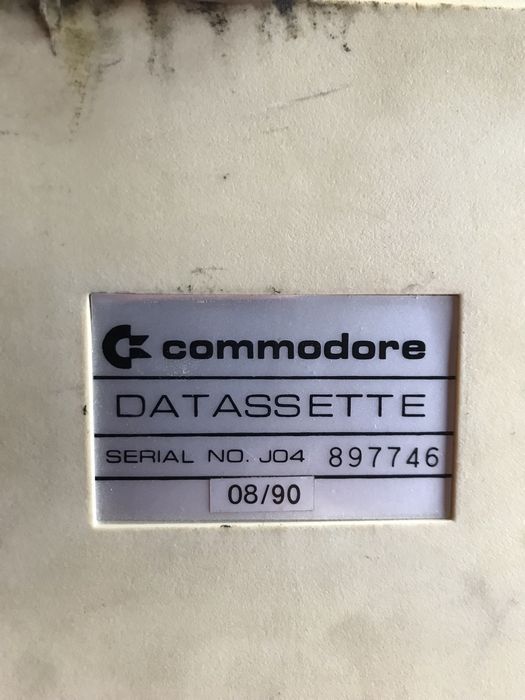 commodore
DATASSETTE
SERIAL NO. J04 897746
08/90